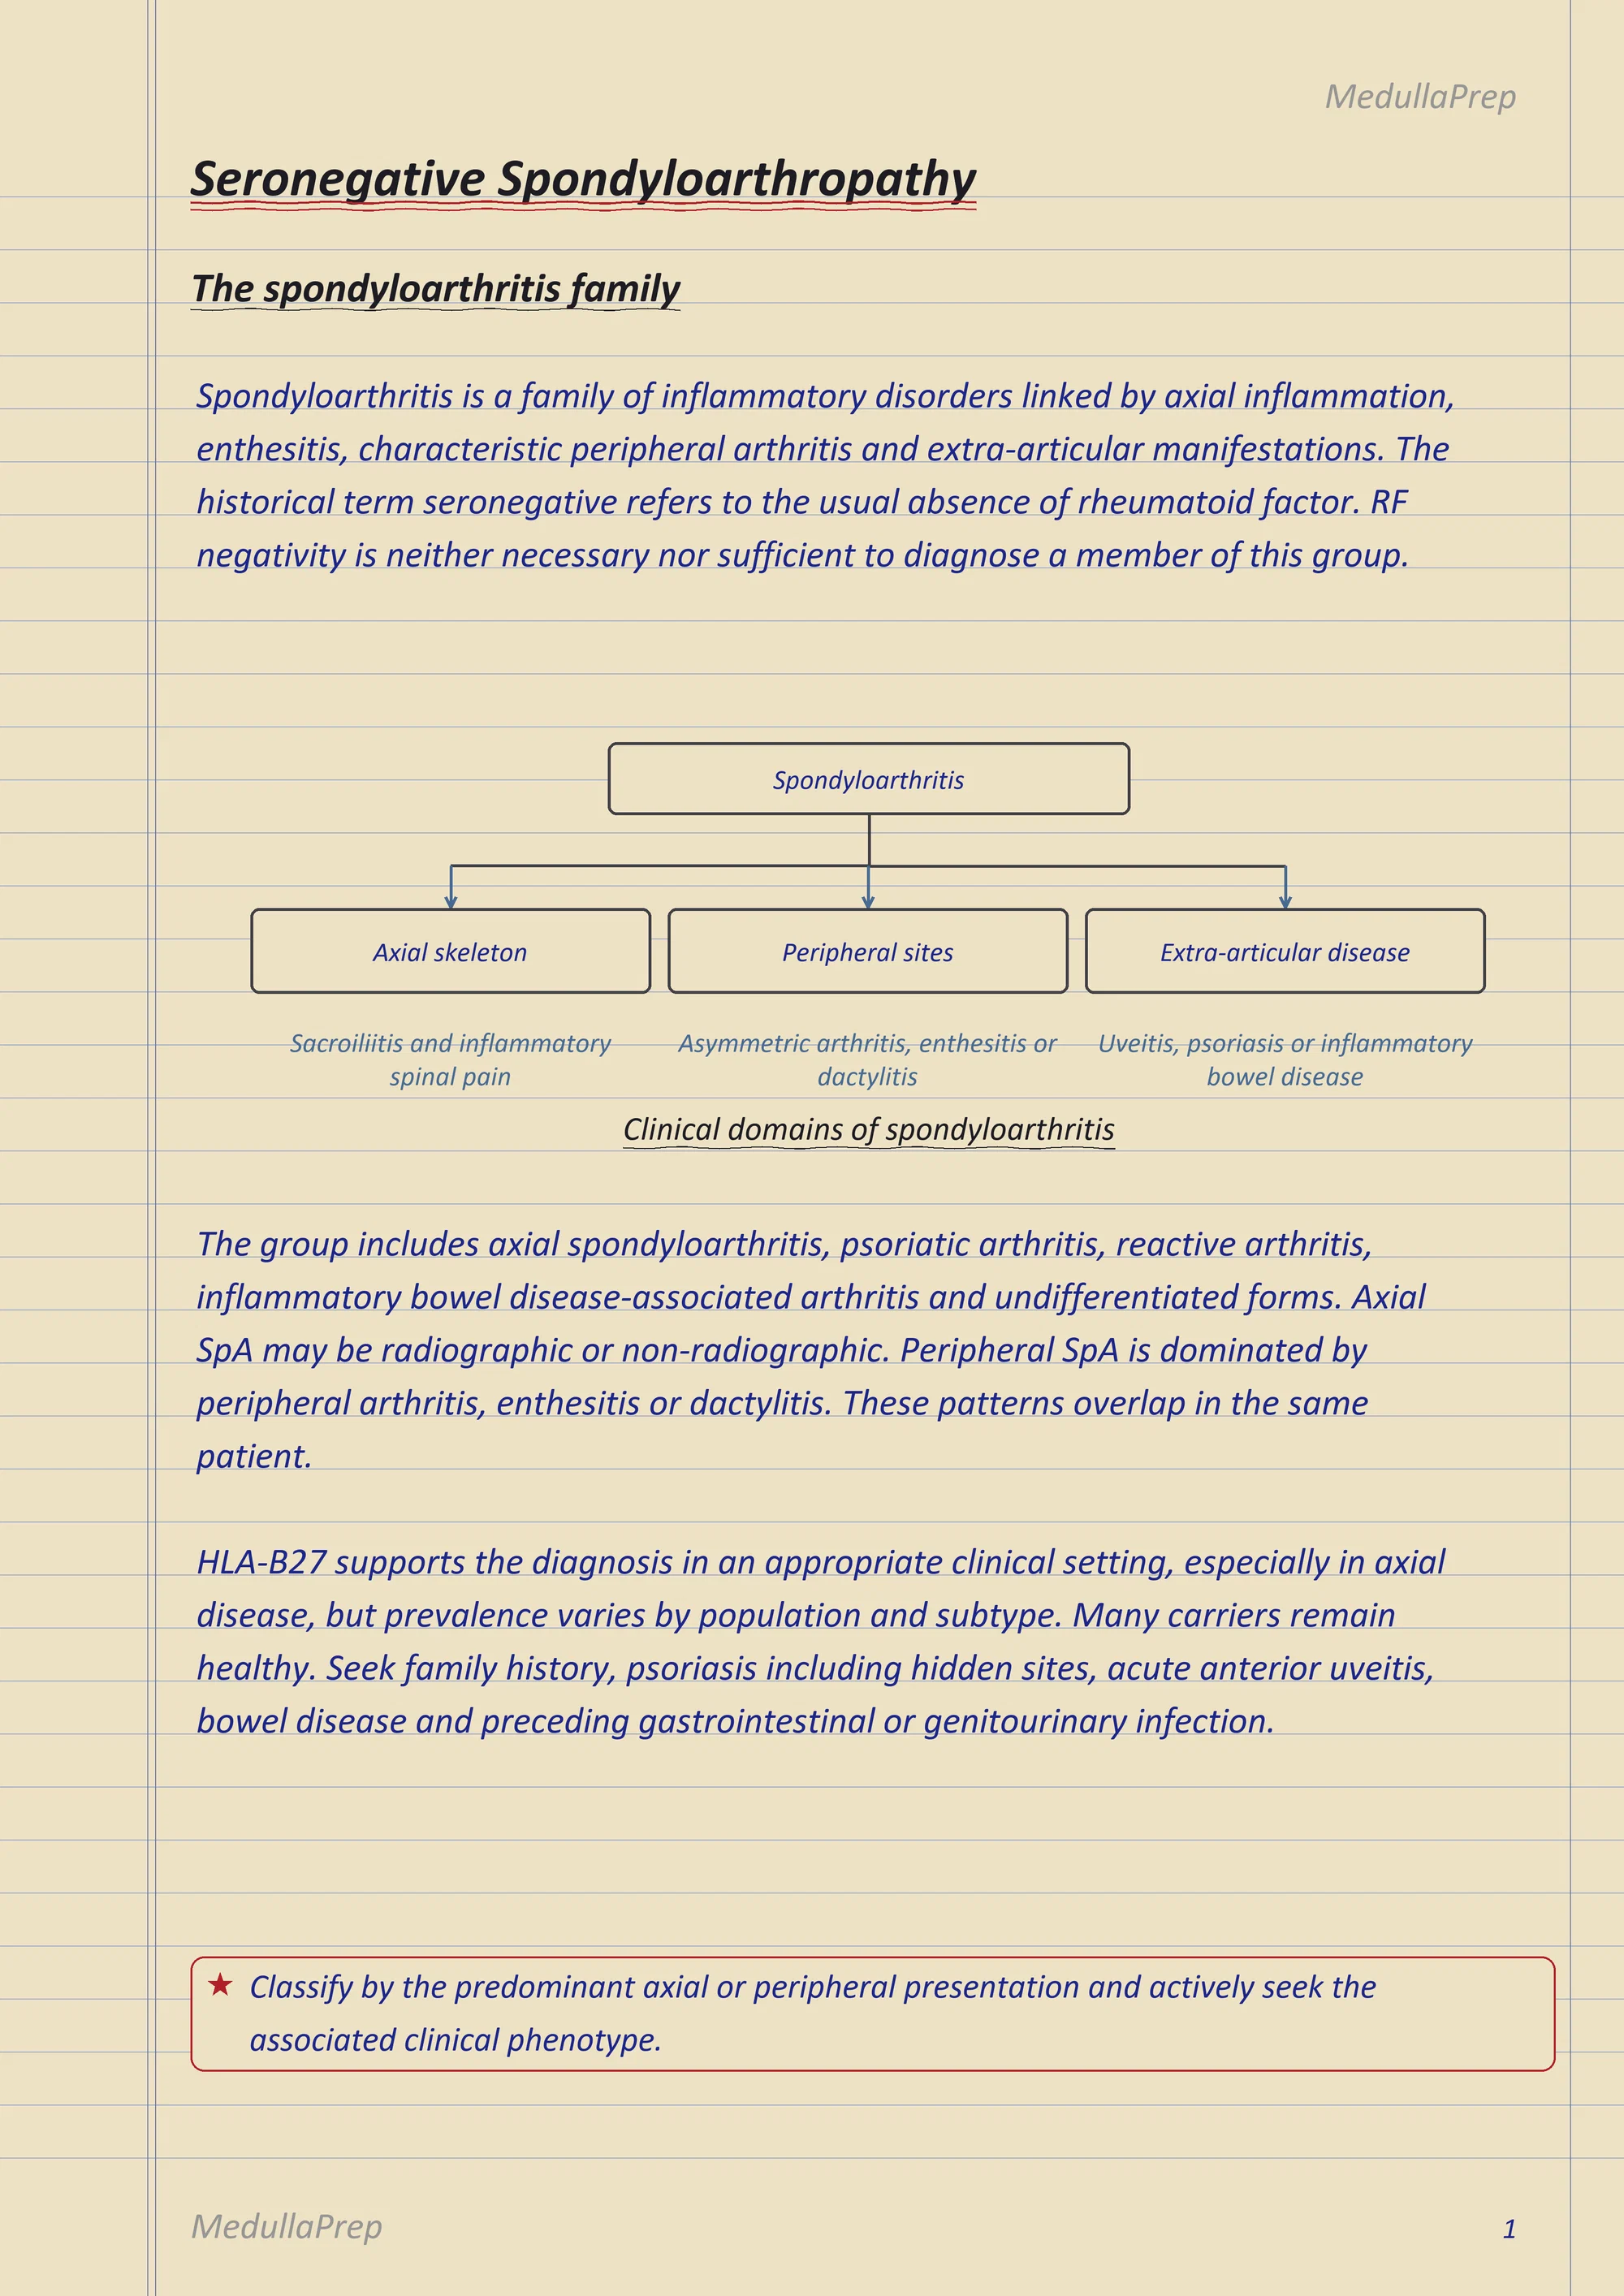 MedullaPrep
Seronegative Spondyloarthropathy
The spondyloarthritis family
Spondyloarthritis is a family of inflammatory disorders linked by axial inflammation,
enthesitis, characteristic peripheral arthritis and extra-articular manifestations. The
historical term seronegative refers to the usual absence of rheumatoid factor. RF
negativity is neither necessary nor sufficient to diagnose a member of this group.
Spondyloarthritis
Axial skeleton
Peripheral sites
Extra-articular disease
Sacroiliitis and inflammatory
spinal pain
Asymmetric arthritis, enthesitis or
dactylitis
Uveitis, psoriasis or inflammatory
bowel disease
Clinical domains of spondyloarthritis
The group includes axial spondyloarthritis, psoriatic arthritis, reactive arthritis,
inflammatory bowel disease-associated arthritis and undifferentiated forms. Axial
SpA may be radiographic or non-radiographic. Peripheral SpA is dominated by
peripheral arthritis, enthesitis or dactylitis. These patterns overlap in the same
patient.
HLA-B27 supports the diagnosis in an appropriate clinical setting, especially in axial
disease, but prevalence varies by population and subtype. Many carriers remain
healthy. Seek family history, psoriasis including hidden sites, acute anterior uveitis,
bowel disease and preceding gastrointestinal or genitourinary infection.
★ Classify by the predominant axial or peripheral presentation and actively seek the
associated clinical phenotype.
MedullaPrep
1